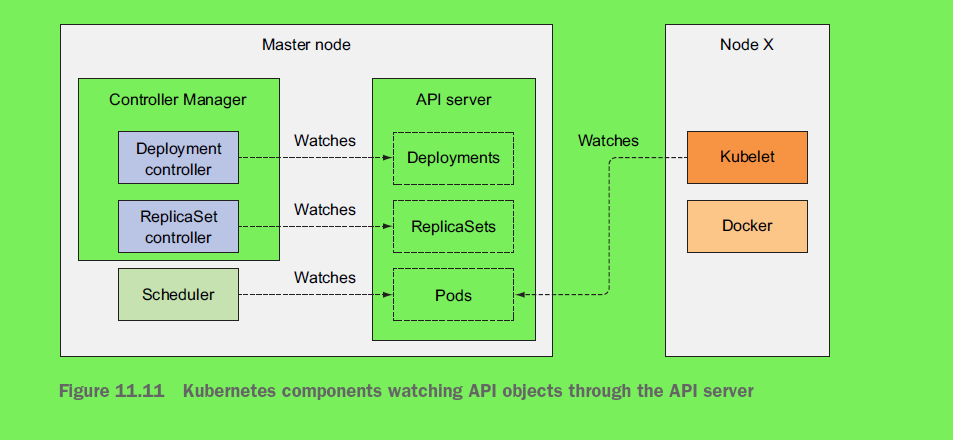 Master node
Node X
Controller Manager
API server
Deployment
controller
Watches
Deployments
Watches
Kubelet
ReplicaSet
controller
Watches
ReplicaSets
Docker
Scheduler
Watches
Pods
Figure 11.11 Kubernetes components watching API objects through the API server